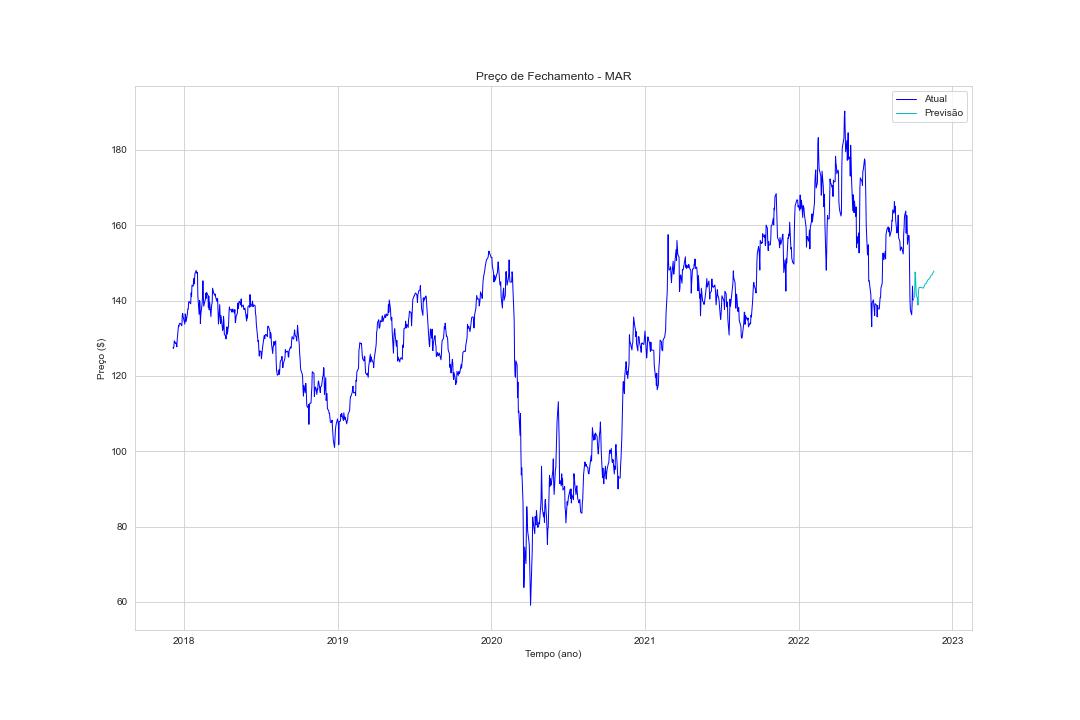 Preço de Fechamento - MAR
Atual
Previsão
Preço ($)
180
160
140
120
100
80
60
2018
2019
2020
2021
2022
2023
Tempo (ano)